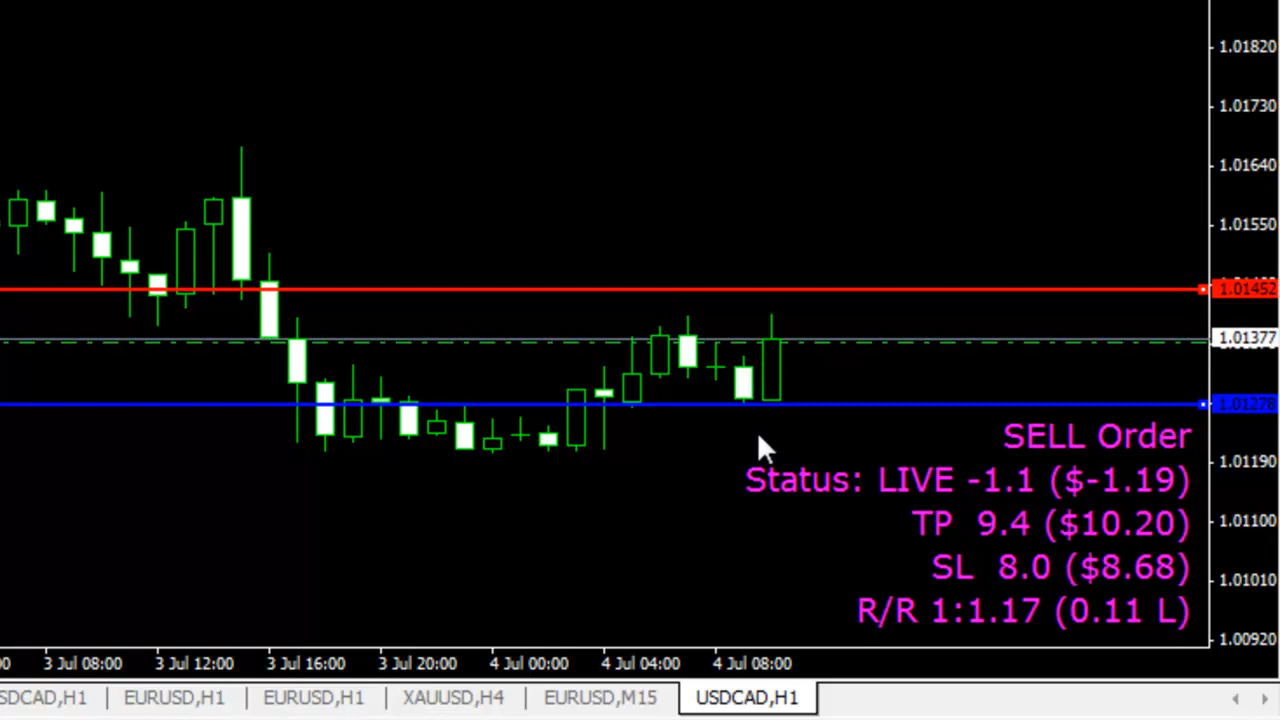 1.01820
1.01730
1.01640
1.01550
1.01452
1.01377
1.01278
SELL Order
1.01190
Status: LIVE -1.1 ($-1.19)
TP 9.4 ($10.20)
1.01100
SL 8.0 ($8.68)
1.01010
R/R 1:1.17 (0.11 L)
1.00920
00 3 Jul 08:00 3 Jul 12:00 3 Jul 16:00 3 Jul 20:00 4 Jul 00:00 4 Jul 04:00 4 Jul 08:00
SDCAD,H1 | EURUSD,H1 | EURUSD,H1 | XAUUSD,H4 | EURUSD,M15 | USDCAD,H1